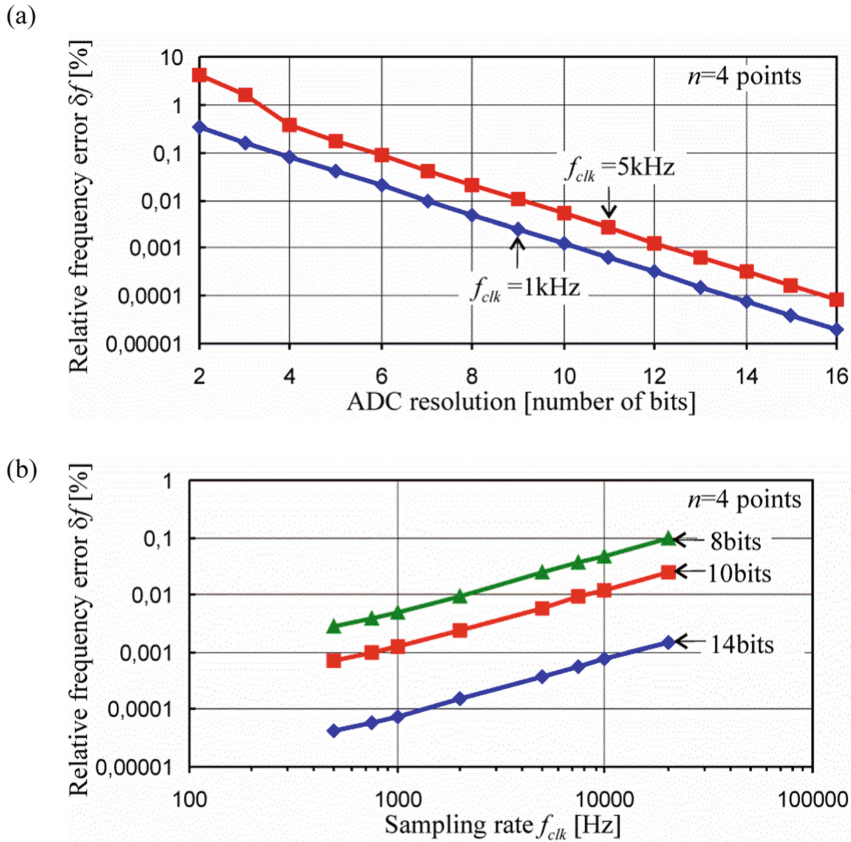 (a)
Relative frequency error δf [%]
10
1
0,1
0,01
0,001
0,0001
0,00001
n=4 points
f_clk=5kHz
f_clk=1kHz
2 4 6 8 10 12 14 16
ADC resolution [number of bits]
(b)
Relative frequency error δf [%]
1
0,1
0,01
0,001
0,0001
0,00001
n=4 points
8bits
10bits
14bits
100 1000 10000 100000
Sampling rate f_clk [Hz]